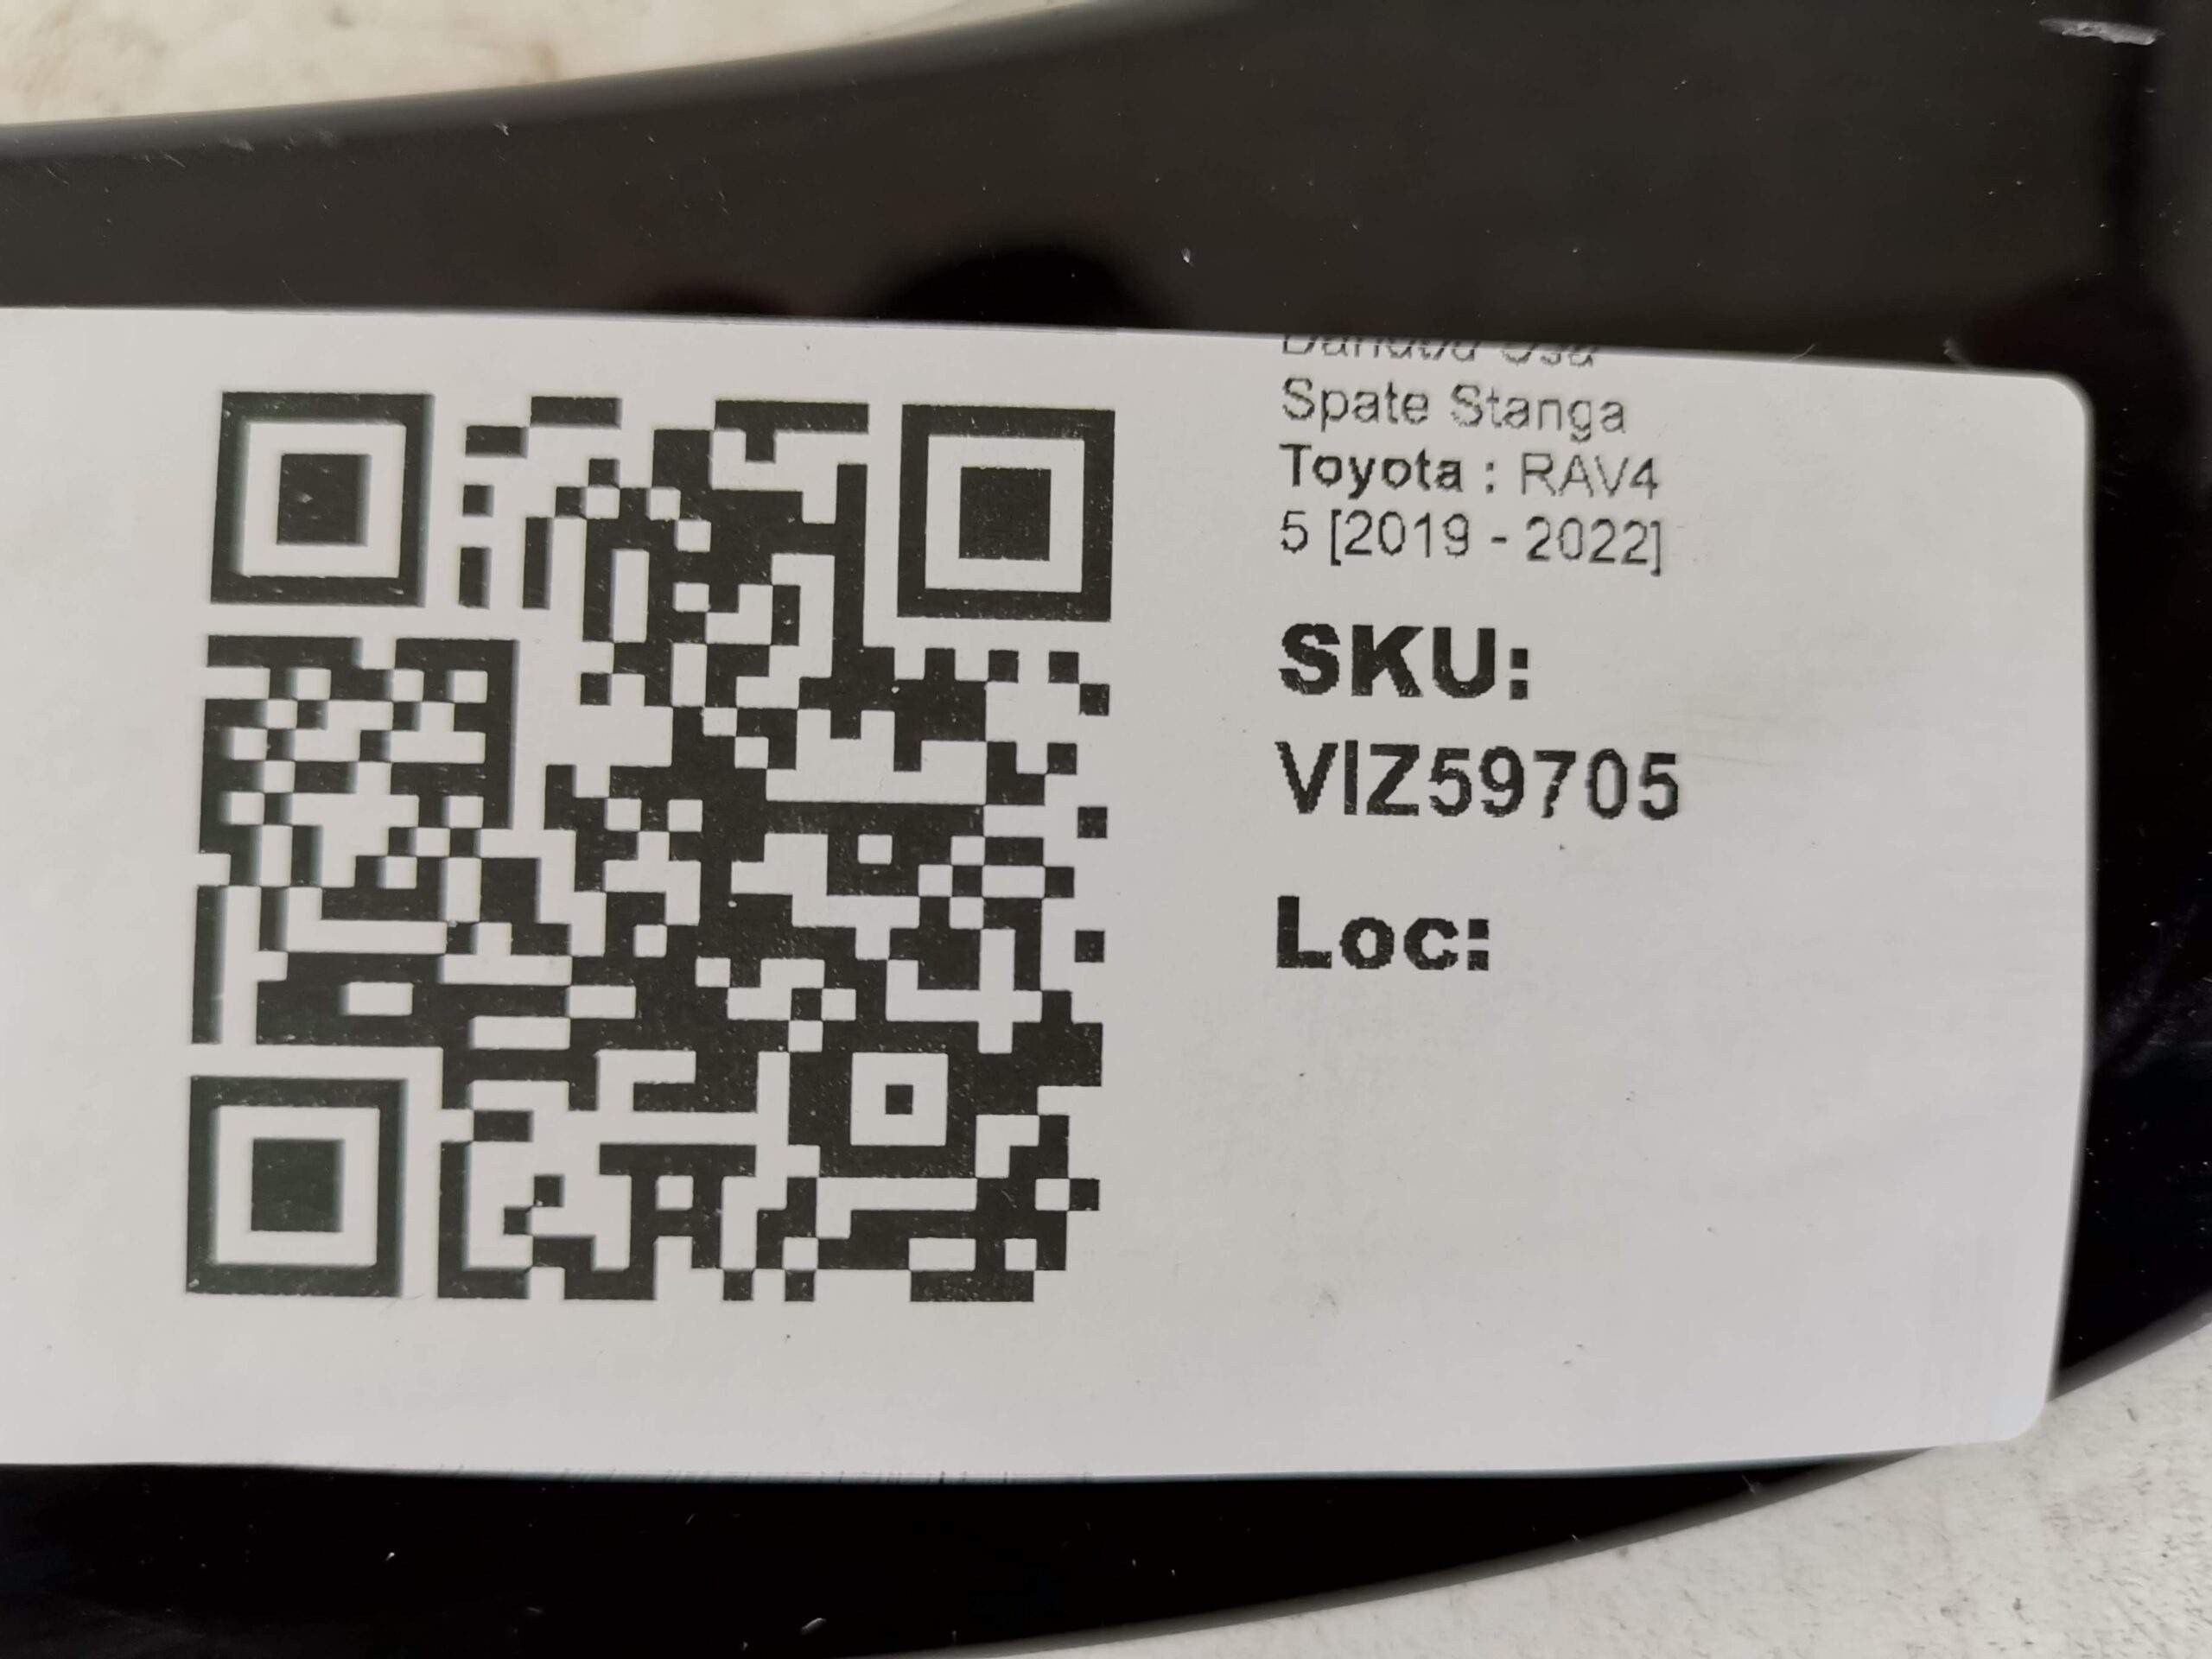 Spate Stanga
Toyota : RAV4
5 [2019 - 2022]
SKU:
VIZ59705
Loc: